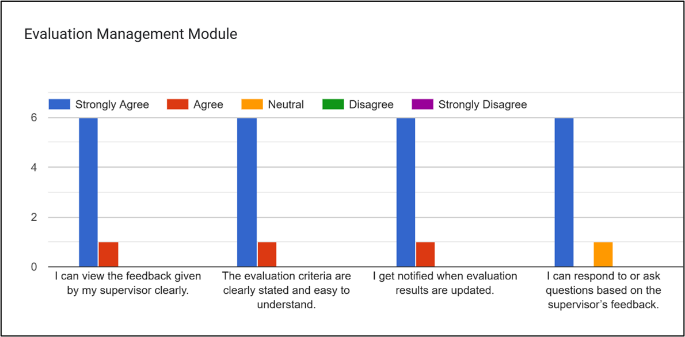 Evaluation Management Module
Strongly Agree Agree Neutral Disagree Strongly Disagree
6
4
2
0
I can view the feedback given
by my supervisor clearly.
The evaluation criteria are
clearly stated and easy to
understand.
I get notified when evaluation
results are updated.
I can respond to or ask
questions based on the
supervisor's feedback.